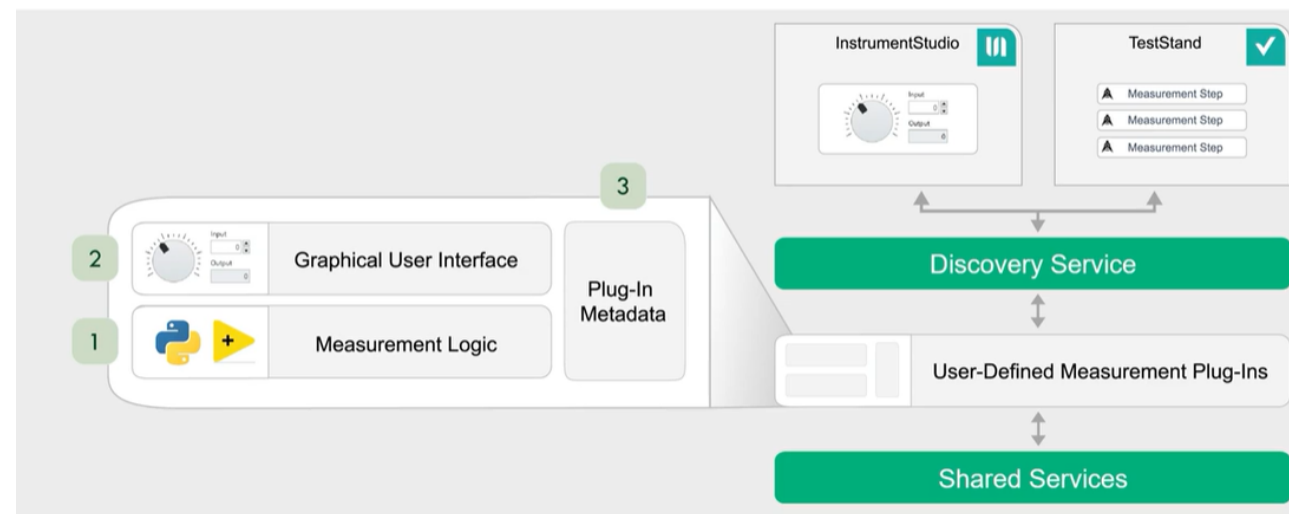 InstrumentStudio
TestStand
Input
0
Output
0
Measurement Step
Measurement Step
Measurement Step
3
2
Input
0
Output
0
Graphical User Interface
Plug-In
Metadata
1
+
Measurement Logic
Discovery Service
User-Defined Measurement Plug-Ins
Shared Services